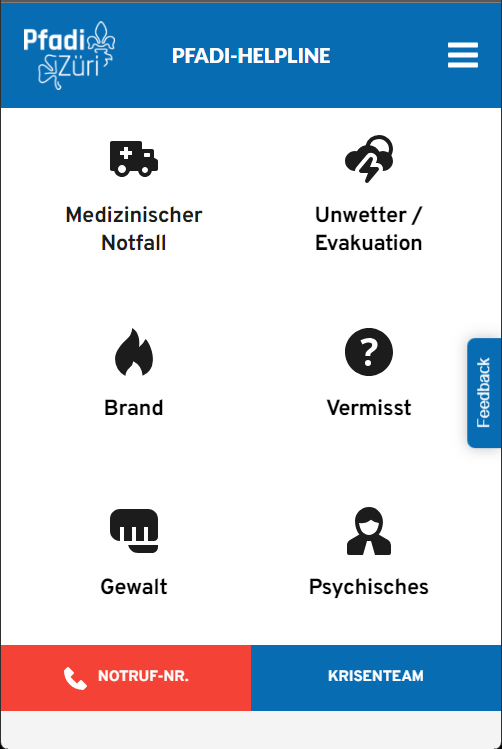 Pfadi
Züri
PFADI-HELPLINE
Medizinischer
Notfall
Unwetter /
Evakuation
Brand
Vermisst
Feedback
Gewalt
Psychisches
NOTRUF-NR.
KRISENTEAM